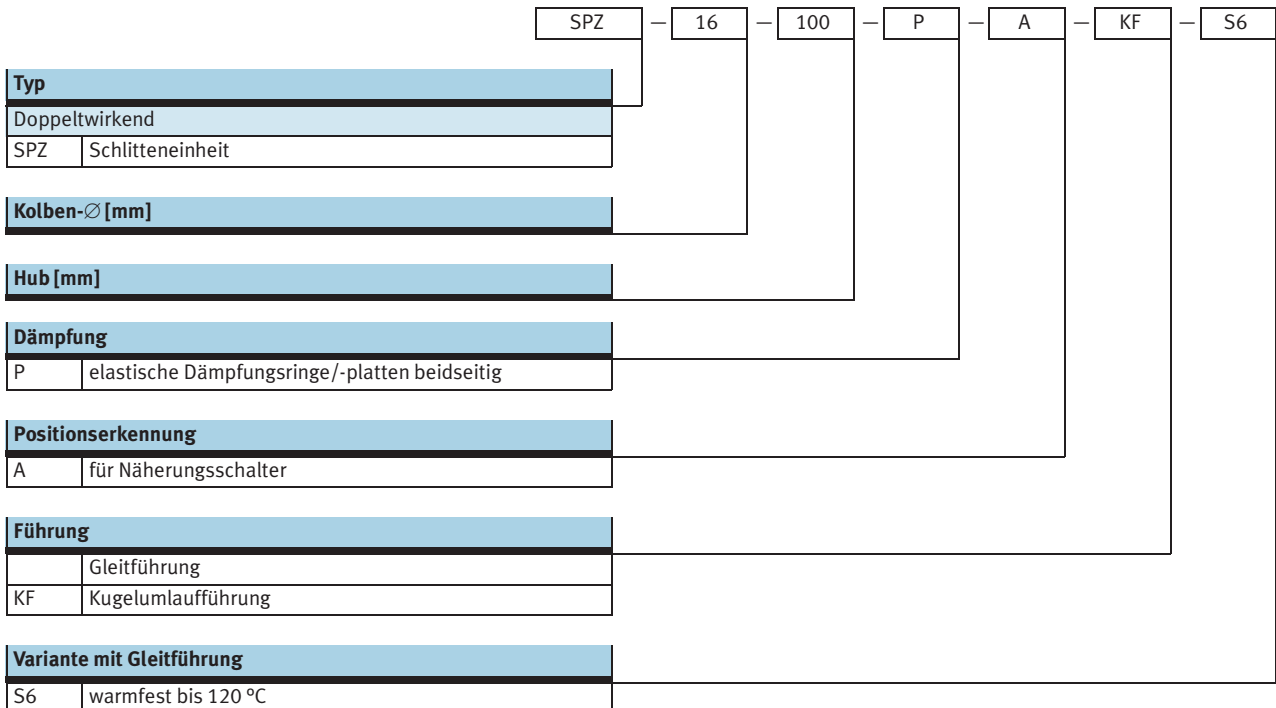 SPZ — 16 — 100 — P — A — KF — S6
Typ
Doppeltwirkend
SPZ Schlitteneinheit
Kolben-∅ [mm]
Hub [mm]
Dämpfung
P elastische Dämpfungsringe/-platten beidseitig
Positionserkennung
A für Näherungsschalter
Führung
Gleitführung
KF Kugelumlaufführung
Variante mit Gleitführung
S6 warmfest bis 120 °C